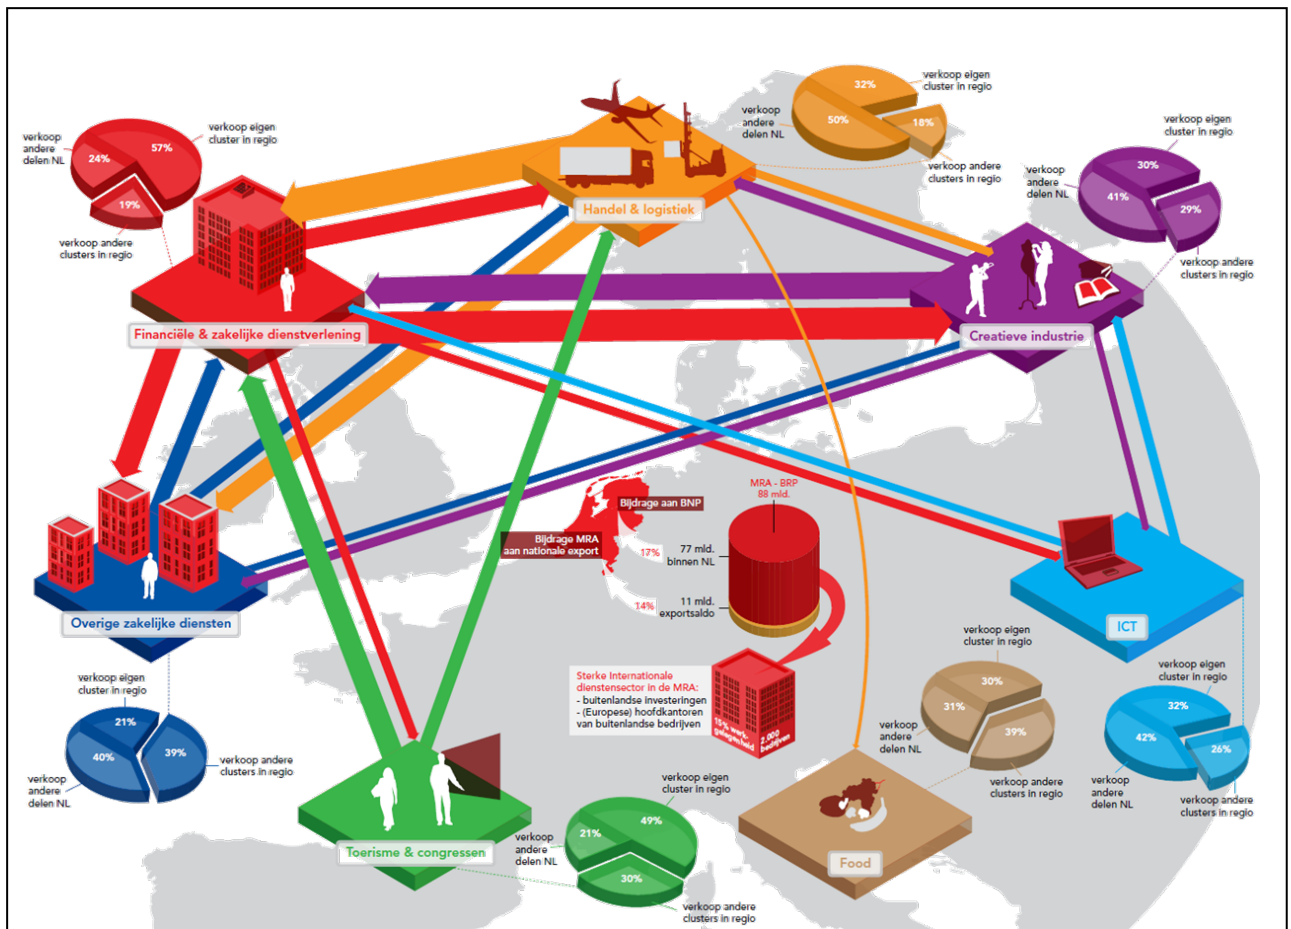 verkoop
andere
delen NL
24%
57%
19%
verkoop eigen
cluster in regio
verkoop andere
clusters in regio
Handel & logistiek
verkoop
andere
delen NL
32%
50%
18%
verkoop eigen
cluster in regio
verkoop andere
clusters in regio
verkoop eigen
cluster in regio
verkoop
andere
delen NL
30%
41%
29%
verkoop andere
clusters in regio
Financiële & zakelijke dienstverlening
Creatieve industrie
MRA - BRP
88 mld.
Bijdrage aan BNP
Bijdrage MRA
aan nationale export
17%
14%
77 mld.
binnen NL
11 mld.
exportsaldo
Overige zakelijke diensten
ICT
Sterke Internationale
dienstensector in de MRA:
- buitenlandse investeringen
- (Europese) hoofdkantoren
van buitenlandse bedrijven
15% werk-
gelegenheid
2.000
bedrijven
verkoop eigen
cluster in regio
21%
40%
39%
verkoop
andere
delen NL
verkoop andere
clusters in regio
verkoop eigen
cluster in regio
30%
31%
39%
verkoop
andere
delen NL
verkoop andere
clusters in regio
verkoop eigen
cluster in regio
32%
42%
26%
verkoop
andere
delen NL
verkoop andere
clusters in regio
Toerisme & congressen
verkoop
andere
delen NL
21%
49%
30%
verkoop eigen
cluster in regio
verkoop andere
clusters in regio
Food